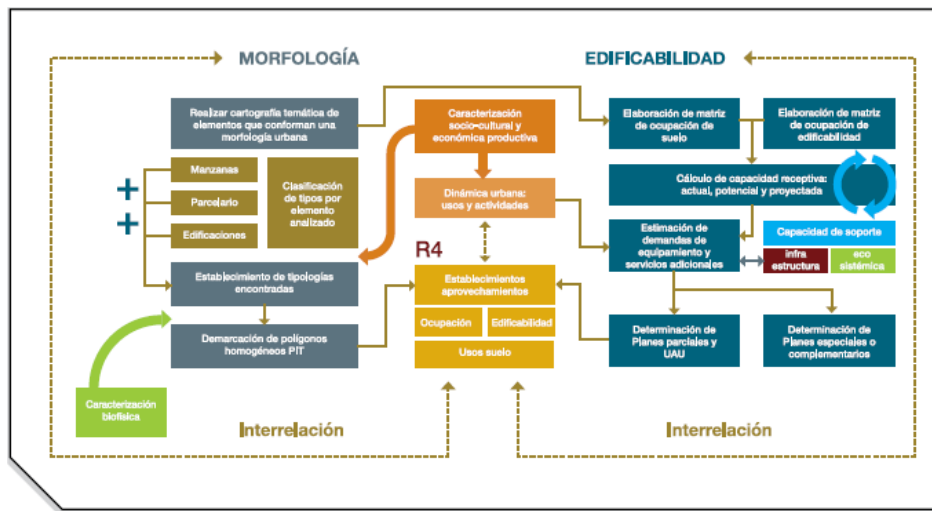 MORFOLOGÍA
EDIFICABILIDAD
Realizar cartografía temática de
elementos que conforman una
morfología urbana
Manzanas
Parcelario
Edificaciones
Clasificación
de tipos por
elemento
analizado
Establecimiento de tipologías
encontradas
Demarcación de polígonos
homogéneos PIT
Caracterización
biofísica
Interrelación
Caracterización
socio-cultural y
económica productiva
Dinámica urbana:
usos y actividades
R4
Establecimientos
aprovechamientos
Ocupación
Edificabilidad
Usos suelo
Elaboración de matriz
de ocupación de
suelo
Elaboración de matriz
de ocupación de
edificabilidad
Cálculo de capacidad receptiva:
actual, potencial y proyectada
Estimación de
demandas de
equipamiento y
servicios adicionales
Capacidad de soporte
infra
estructura
eco
sistémica
Determinación de
Planes parciales y
UAU
Determinación de
Planes especiales o
complementarios
Interrelación